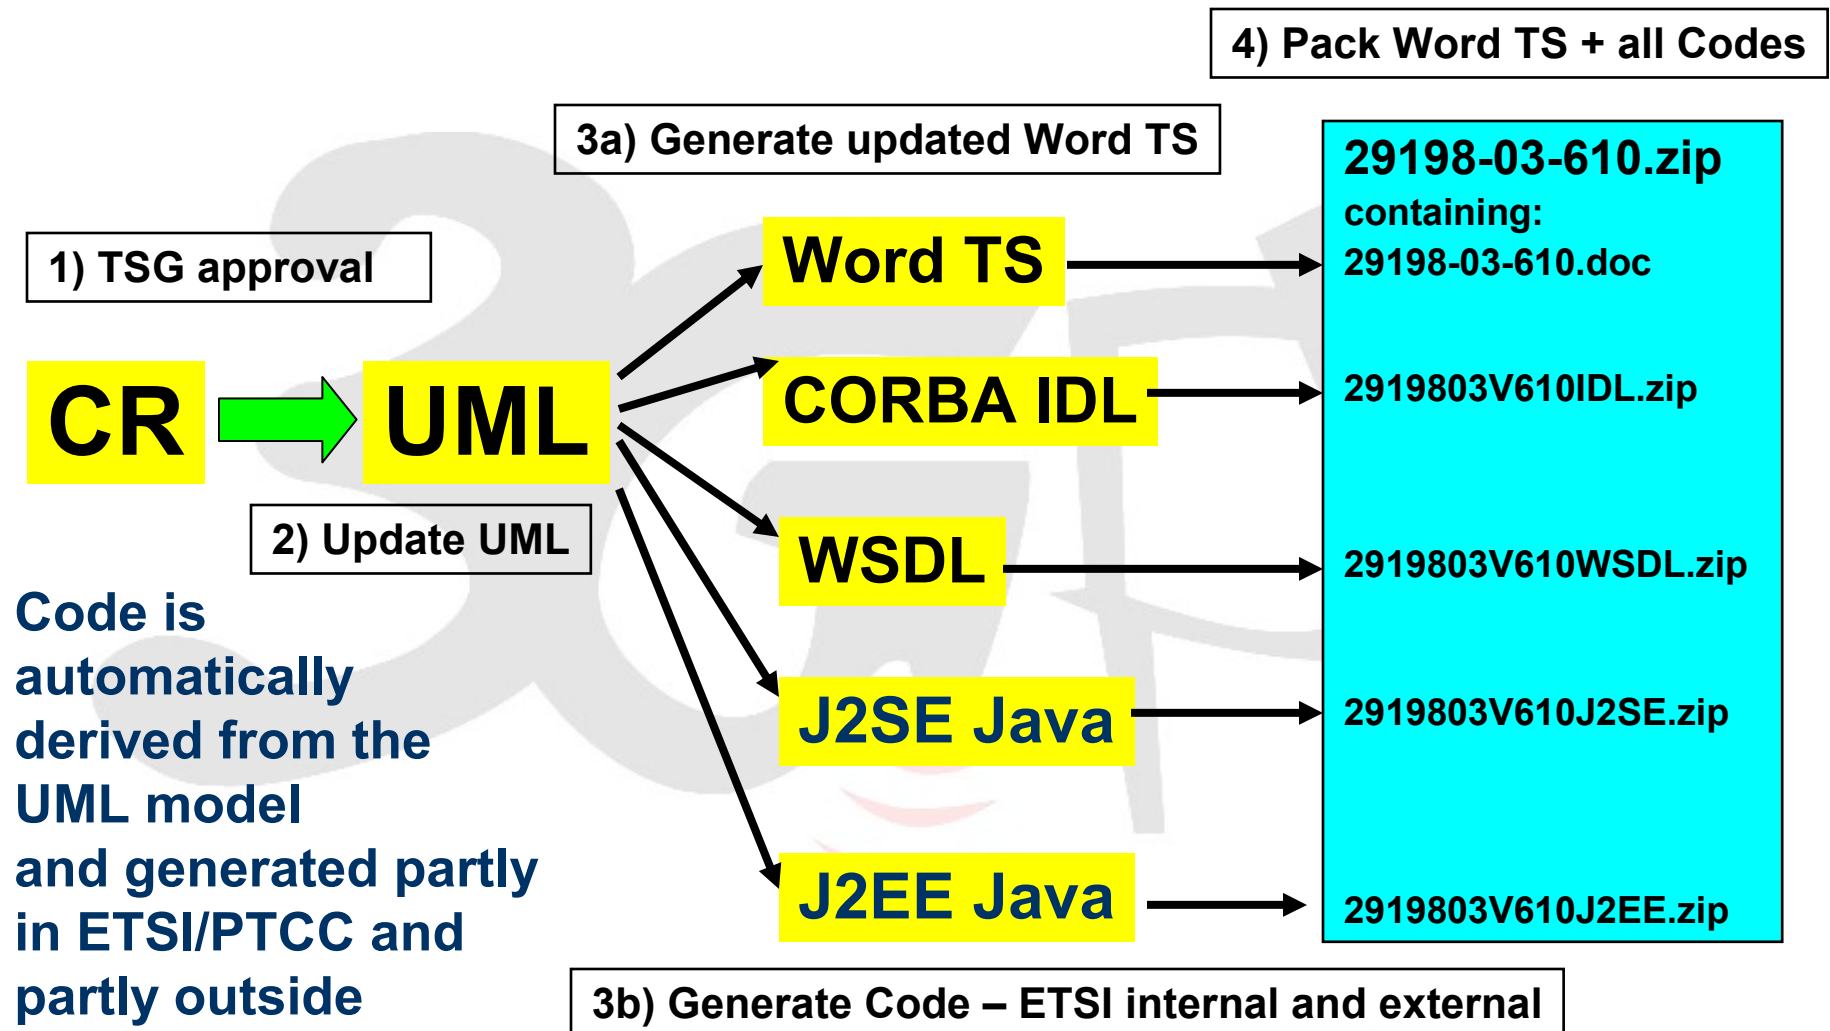 4) Pack Word TS + all Codes
3a) Generate updated Word TS
1) TSG approval
CR
UML
2) Update UML
Word TS
CORBA IDL
WSDL
J2SE Java
J2EE Java
29198-03-610.zip
containing:
29198-03-610.doc
2919803V610IDL.zip
2919803V610WSDL.zip
2919803V610J2SE.zip
2919803V610J2EE.zip
Code is
automatically
derived from the
UML model
and generated partly
in ETSI/PTCC and
partly outside
3b) Generate Code – ETSI internal and external